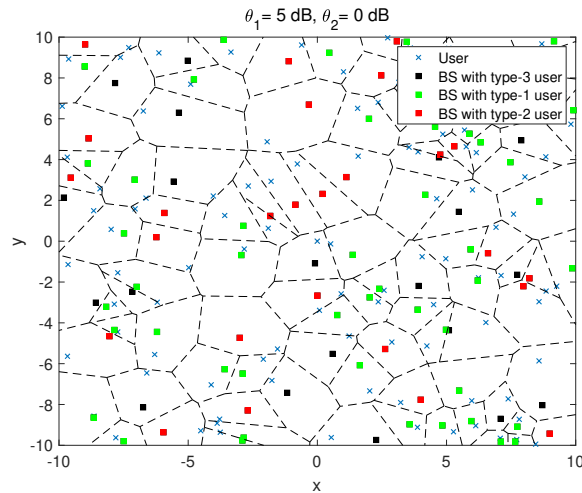 θ₁= 5 dB, θ₂= 0 dB
10
8
6
4
2
0
-2
-4
-6
-8
-10
y
User
BS with type-3 user
BS with type-1 user
BS with type-2 user
-10
-5
0
5
10
x